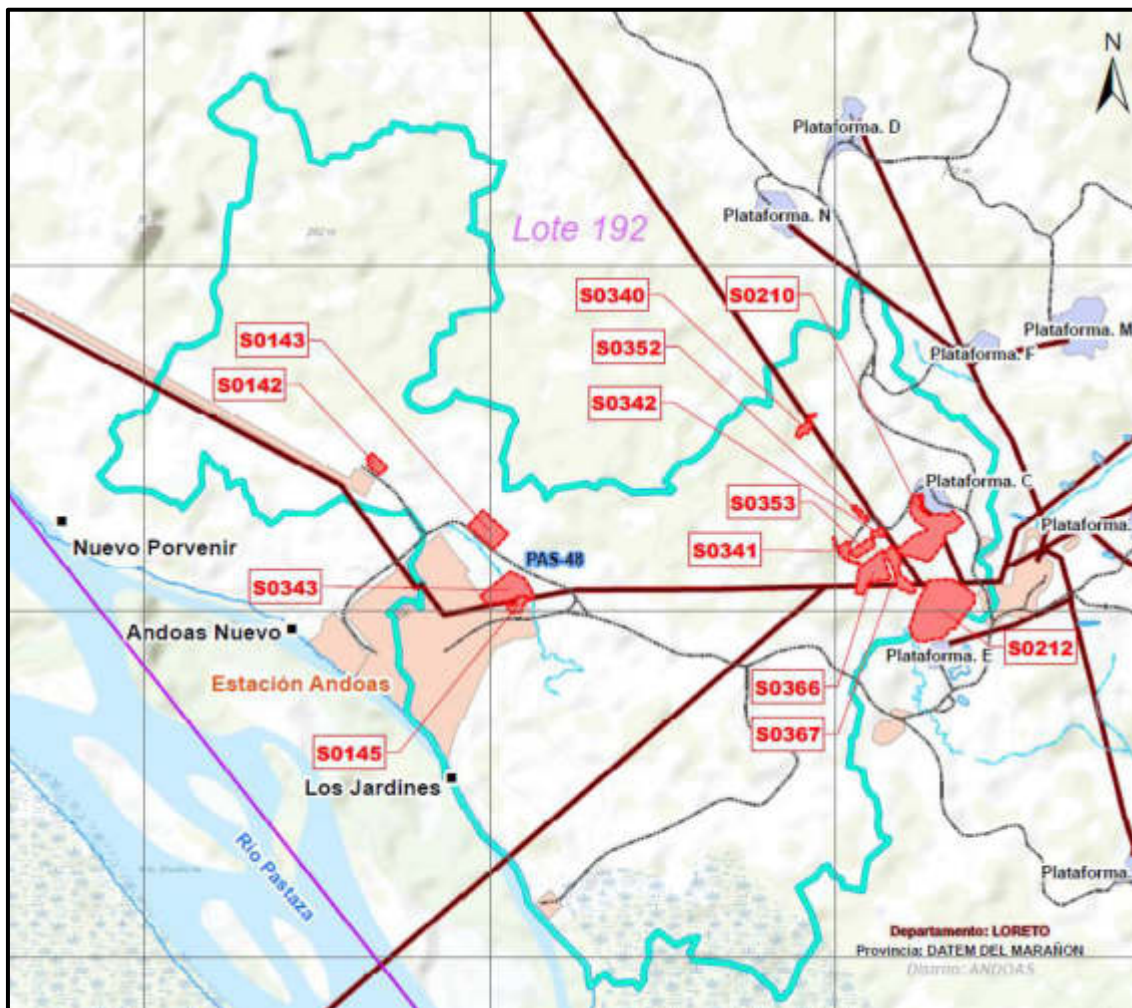 N
Plataforma. D
Plataforma. N
Lote 192
S0340
S0210
S0143
S0352
Plataforma. M
Plataforma. F
S0142
S0342
Plataforma. C
S0353
Nuevo Porvenir
S0341
Plataforma.
PAS-48
S0343
Andoas Nuevo
S0212
Plataforma. E
Estación Andoas
S0366
S0367
S0145
Los Jardines
Río Pastaza
Plataforma.
Departamento: LORETO
Provincia: DATEM DEL MARAÑON
Distrito: ANDOAS